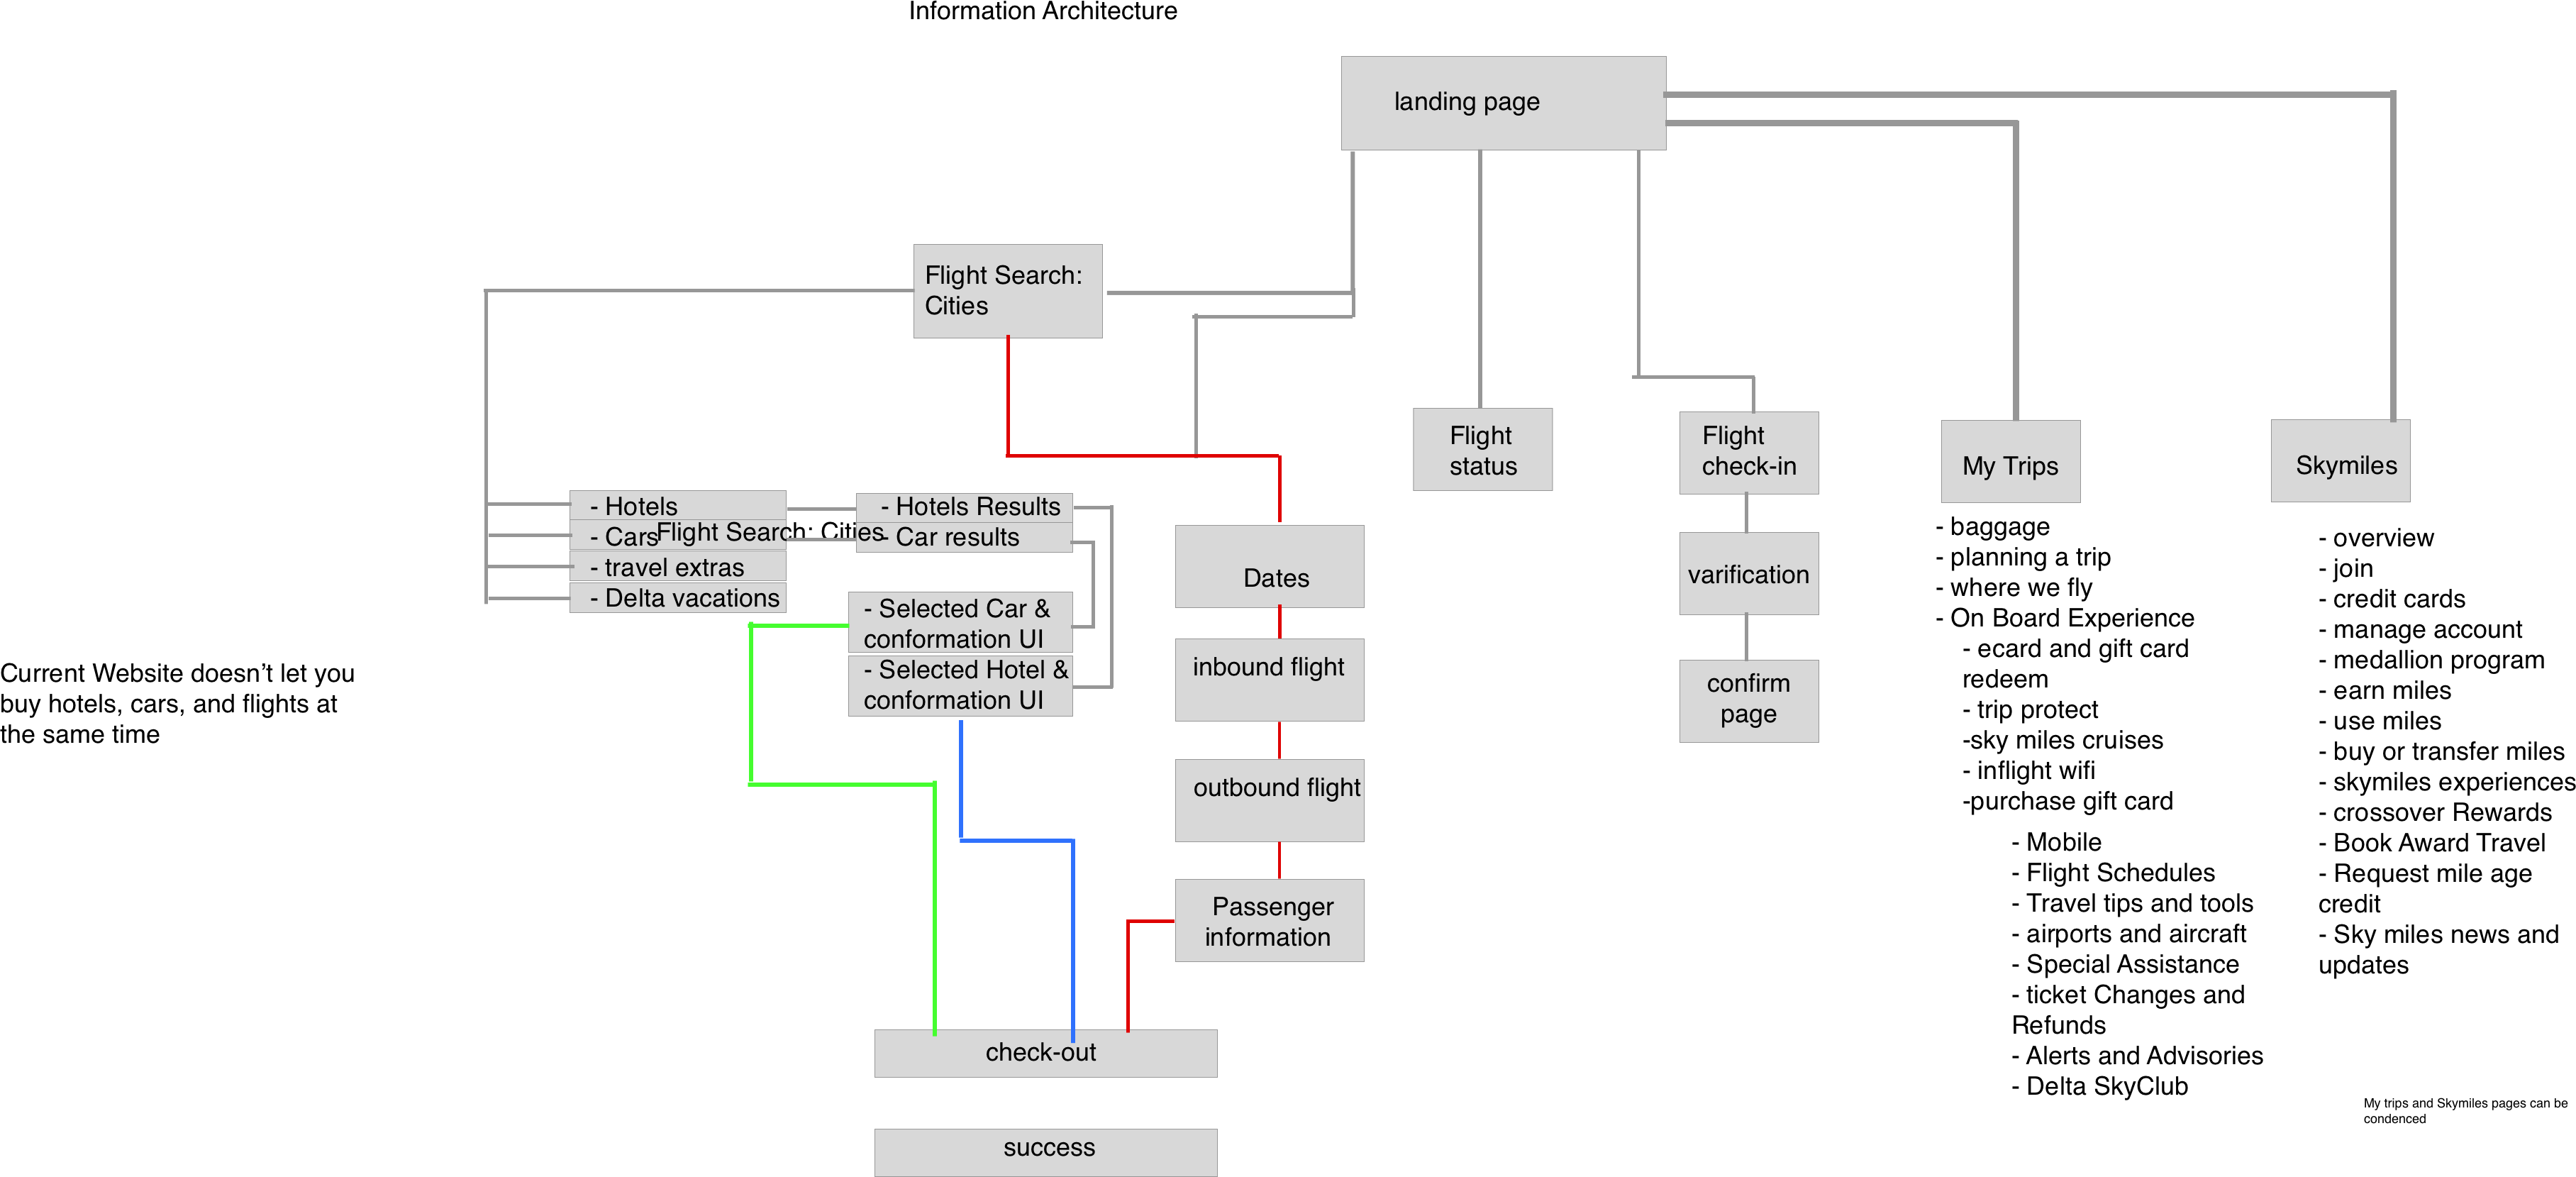 Information Architecture
landing page
Flight Search:
Cities
Flight
status
Flight
check-in
My Trips
Skymiles
- Hotels
- Cars
- travel extras
- Delta vacations
Flight Search: Cities
- Hotels Results
- Car results
- Selected Car &
conformation UI
- Selected Hotel &
conformation UI
Dates
inbound flight
outbound flight
Passenger
information
varification
confirm
page
- baggage
- planning a trip
- where we fly
- On Board Experience
- ecard and gift card
redeem
- trip protect
-sky miles cruises
- inflight wifi
-purchase gift card
- Mobile
- Flight Schedules
- Travel tips and tools
- airports and aircraft
- Special Assistance
- ticket Changes and
Refunds
- Alerts and Advisories
- Delta SkyClub
- overview
- join
- credit cards
- manage account
- medallion program
- earn miles
- use miles
- buy or transfer miles
- skymiles experiences
- crossover Rewards
- Book Award Travel
- Request mile age
credit
- Sky miles news and
updates
Current Website doesn’t let you
buy hotels, cars, and flights at
the same time
check-out
success
My trips and Skymiles pages can be
condenced